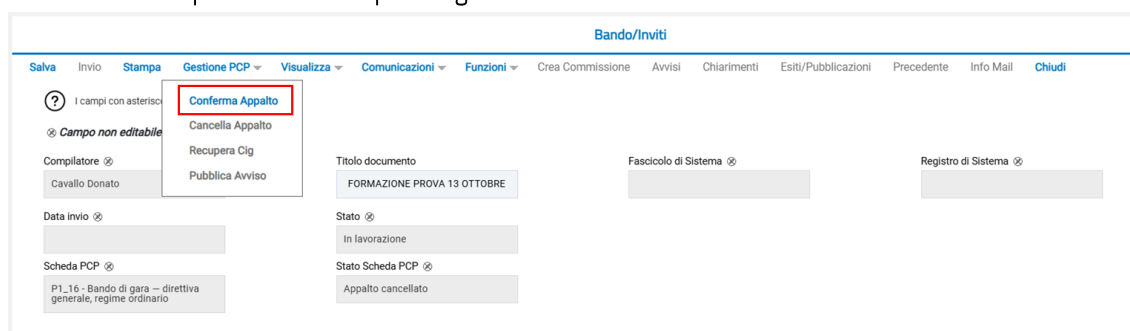 Bando/Inviti
Salva Invio Stampa Gestione PCP Visualizza Comunicazioni Funzioni Crea Commissione Avvisi Chiarimenti Esiti/Pubblicazioni Precedente Info Mail Chiudi
I campi con asterisco
Conferma Appalto
Cancella Appalto
Recupera Cig
Pubblica Avviso
Campo non editabile
Compilatore
Titolo documento
Fascicolo di Sistema
Registro di Sistema
Cavallo Donato
FORMAZIONE PROVA 13 OTTOBRE
Data invio
Stato
In lavorazione
Scheda PCP
Stato Scheda PCP
P1_16 - Bando di gara – direttiva
generale, regime ordinario
Appalto cancellato